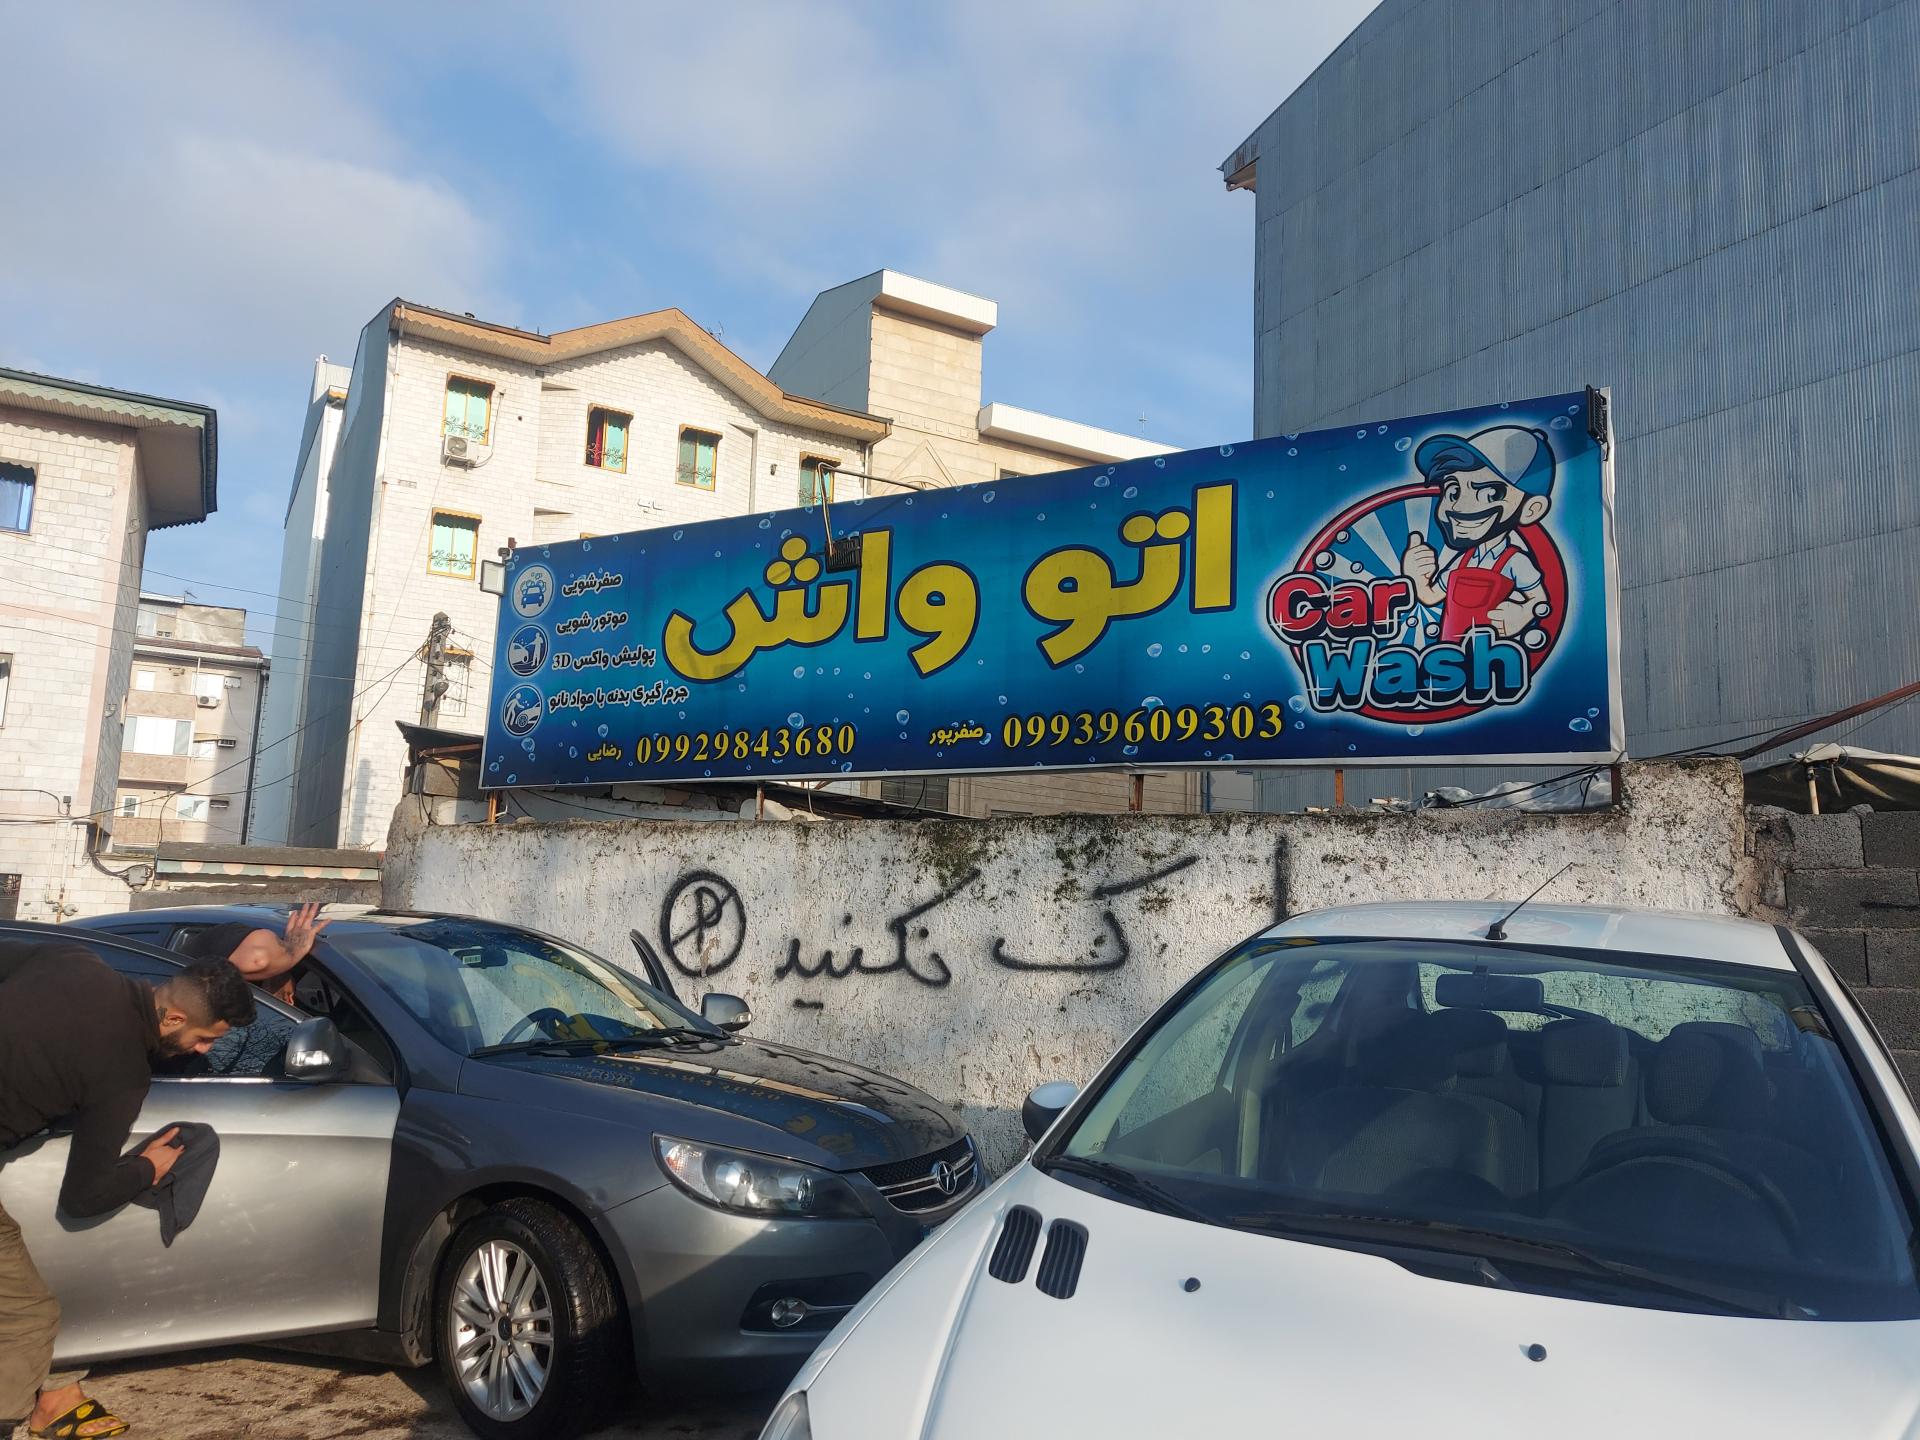 اتو واش
Car
Wash
صفرشویی
موتور شویی
پولیش واکس 3D
جرم گیری بدنه با مواد نانو
09939609303 صفرپور
09929843680 رضایی
نکنید
P